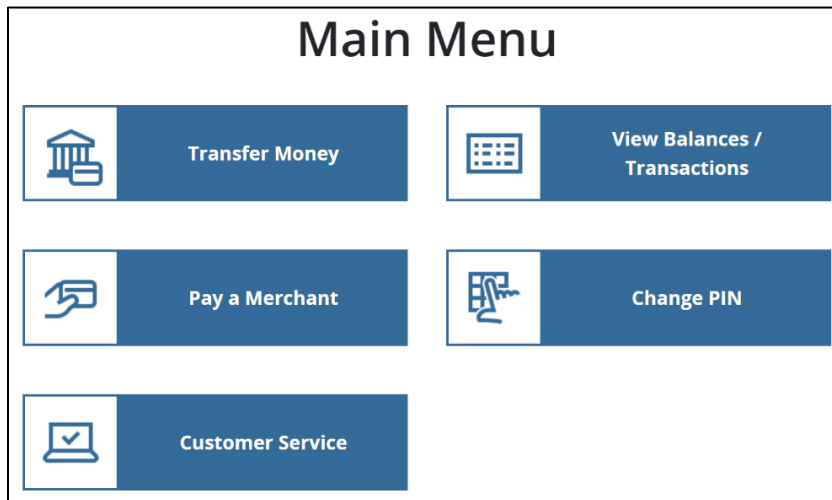 Main Menu
Transfer Money
View Balances /
Transactions
Pay a Merchant
Change PIN
Customer Service